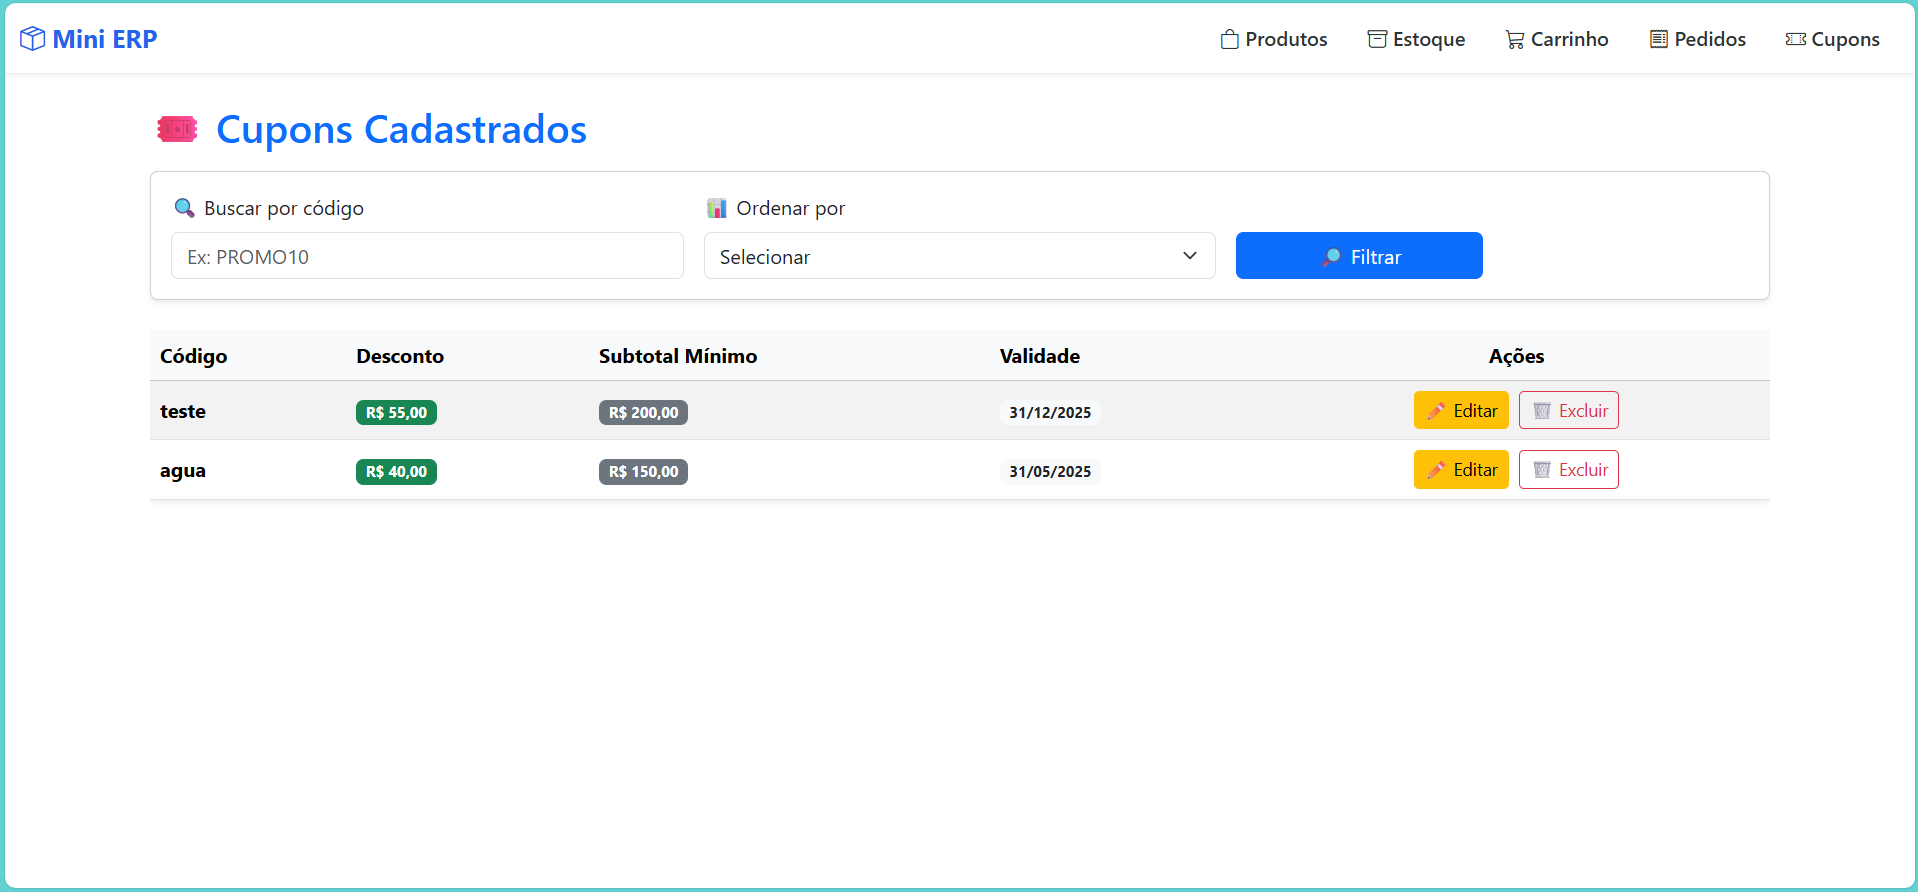 Mini ERP
Produtos Estoque Carrinho Pedidos Cupons
Cupons Cadastrados
Buscar por código Ordenar por
Ex: PROMO10 Selecionar Filtrar
Código Desconto Subtotal Mínimo Validade Ações
teste R$ 55,00 R$ 200,00 31/12/2025 Editar Excluir
agua R$ 40,00 R$ 150,00 31/05/2025 Editar Excluir